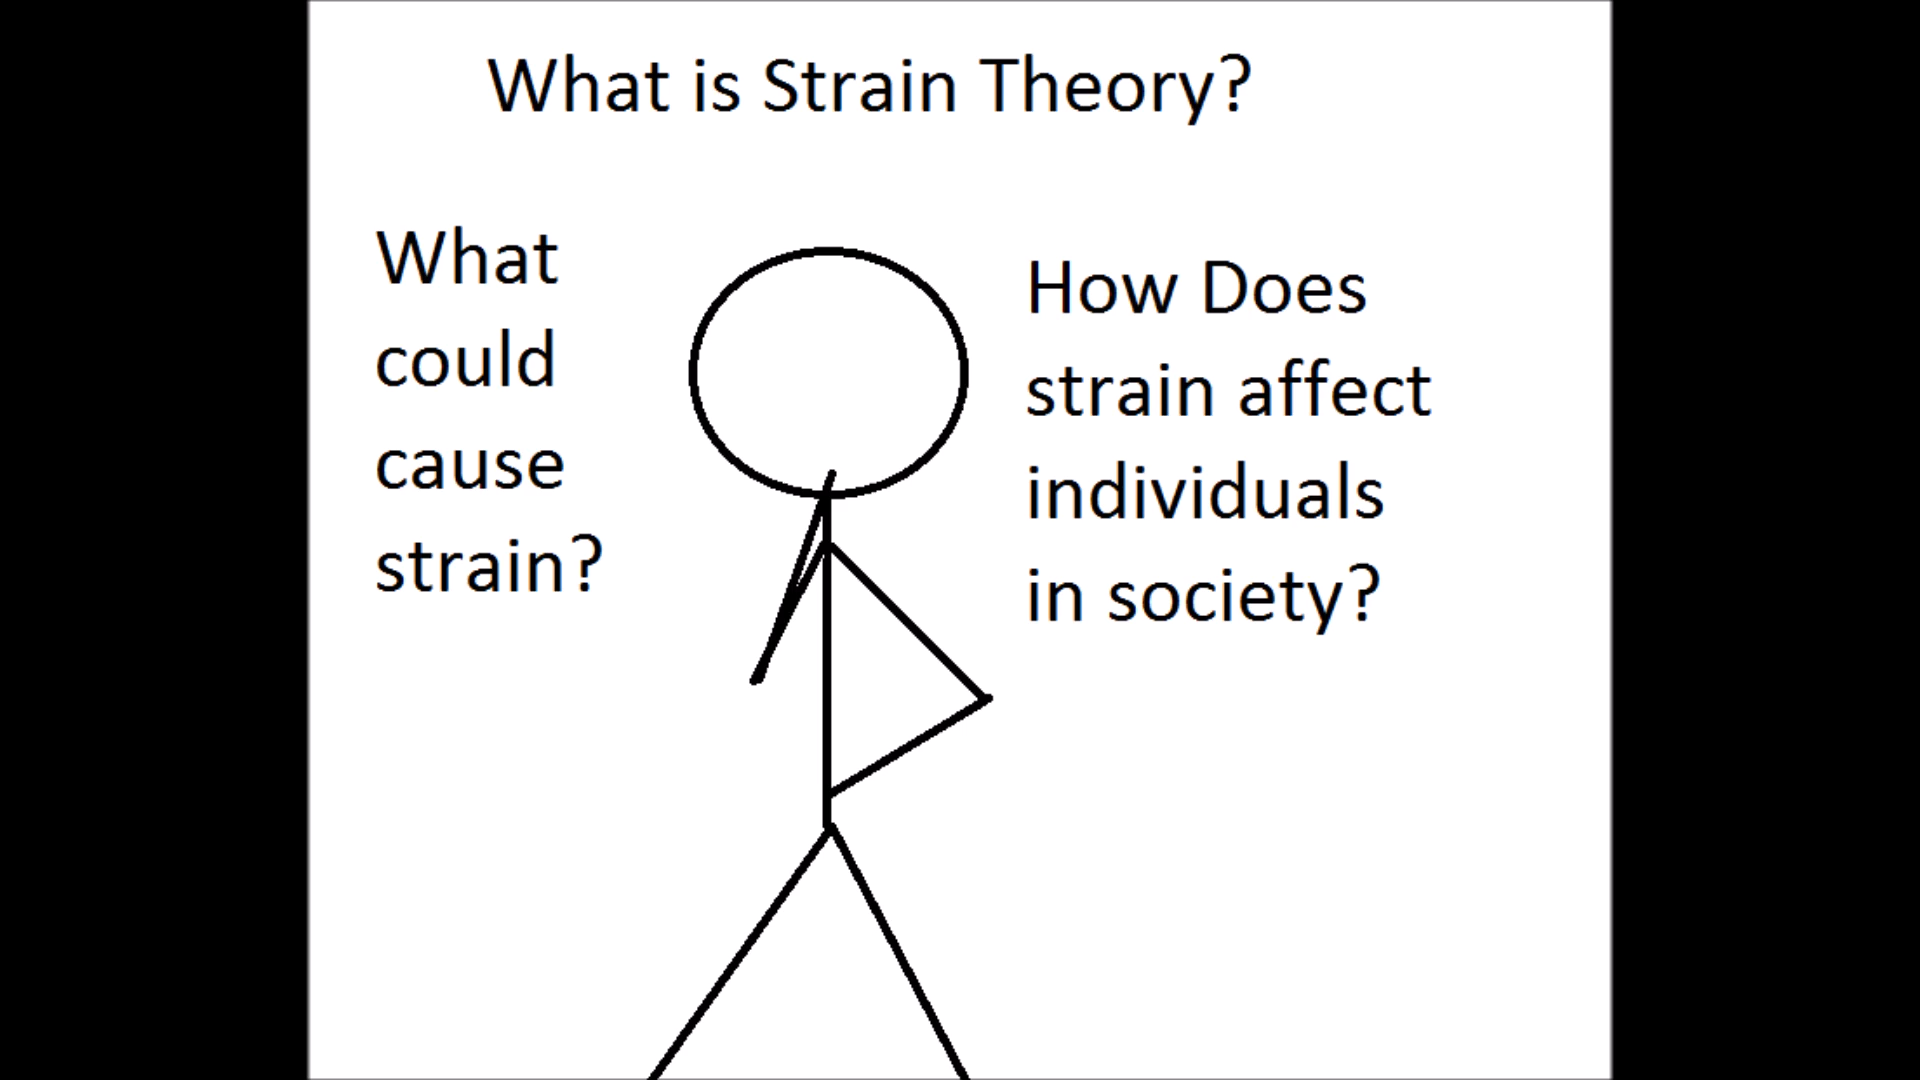 What is Strain Theory?
What
could
cause
strain?
How Does
strain affect
individuals
in society?